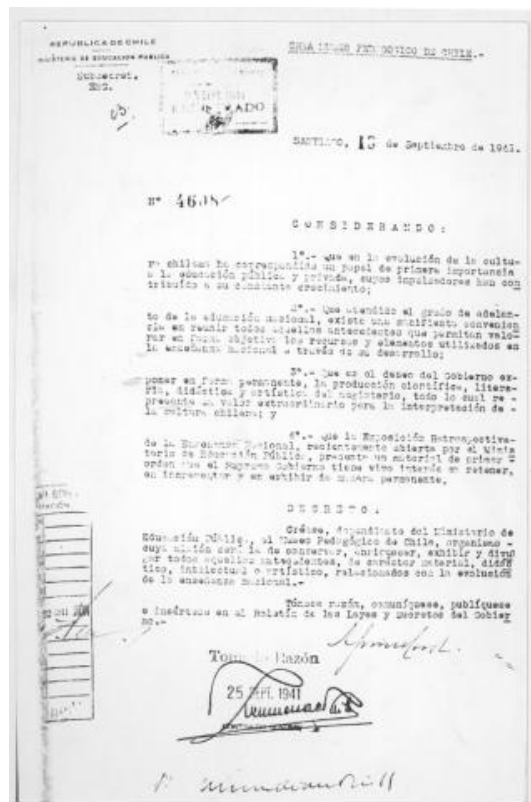 REPUBLICA DE CHILE
MINISTERIO DE EDUCACION PUBLICA
Subsecret.
CREA MUSEO PEDAGOGICO DE CHILE.-
SANTIAGO, de Septiembre de 1941.
Nº
CONSIDERANDO:
1º.- que en la evolución de la cultu-
ra chilena ha correspondido un papel de primera importancia
a la educación pública y privada, cuyos impulsadores han con
tribuído a su constante crecimiento;
2º.- Que atendido el grado de adelan-
to de la educación nacional, existe una manifiesta convenien
cia en reunir todos aquellos antecedentes que permitan valo-
rar en forma objetiva los recursos y elementos utilizados en
la enseñanza nacional a través de su desarrollo;
3º.- que es el deseo del Gobierno ex-
poner en forma permanente, la producción científica, litera-
ria, didáctica y artística del magisterio, todo lo cual re-
presenta un valor extraordinario para la interpretación de -
la cultura chilena; y
4º.- que la Exposición Retrospectiva-
de la Enseñanza Nacional, recientemente abierta por el Minis
terio de Educación Pública, presenta un material de primer -
orden que el Supremo Gobierno tiene vivo interés en retener,
en incrementar y en exhibir de manera permanente,
DECRETO:
Créase, dependiente del Ministerio de
Educación Pública, el Museo Pedagógico de Chile, organismo -
cuya misión será la de conservar, enriquecer, exhibir y divul
gar todos aquellos antecedentes, de carácter material, didác
tico, intelectual o artístico, relacionados con la evolución
de la enseñanza nacional.-
Tómese razón, comuníquese, publíquese
e insértese en el Boletín de las Leyes y Decretos del Gobier
no.-
Tomado Razón
25 SEPT. 1941